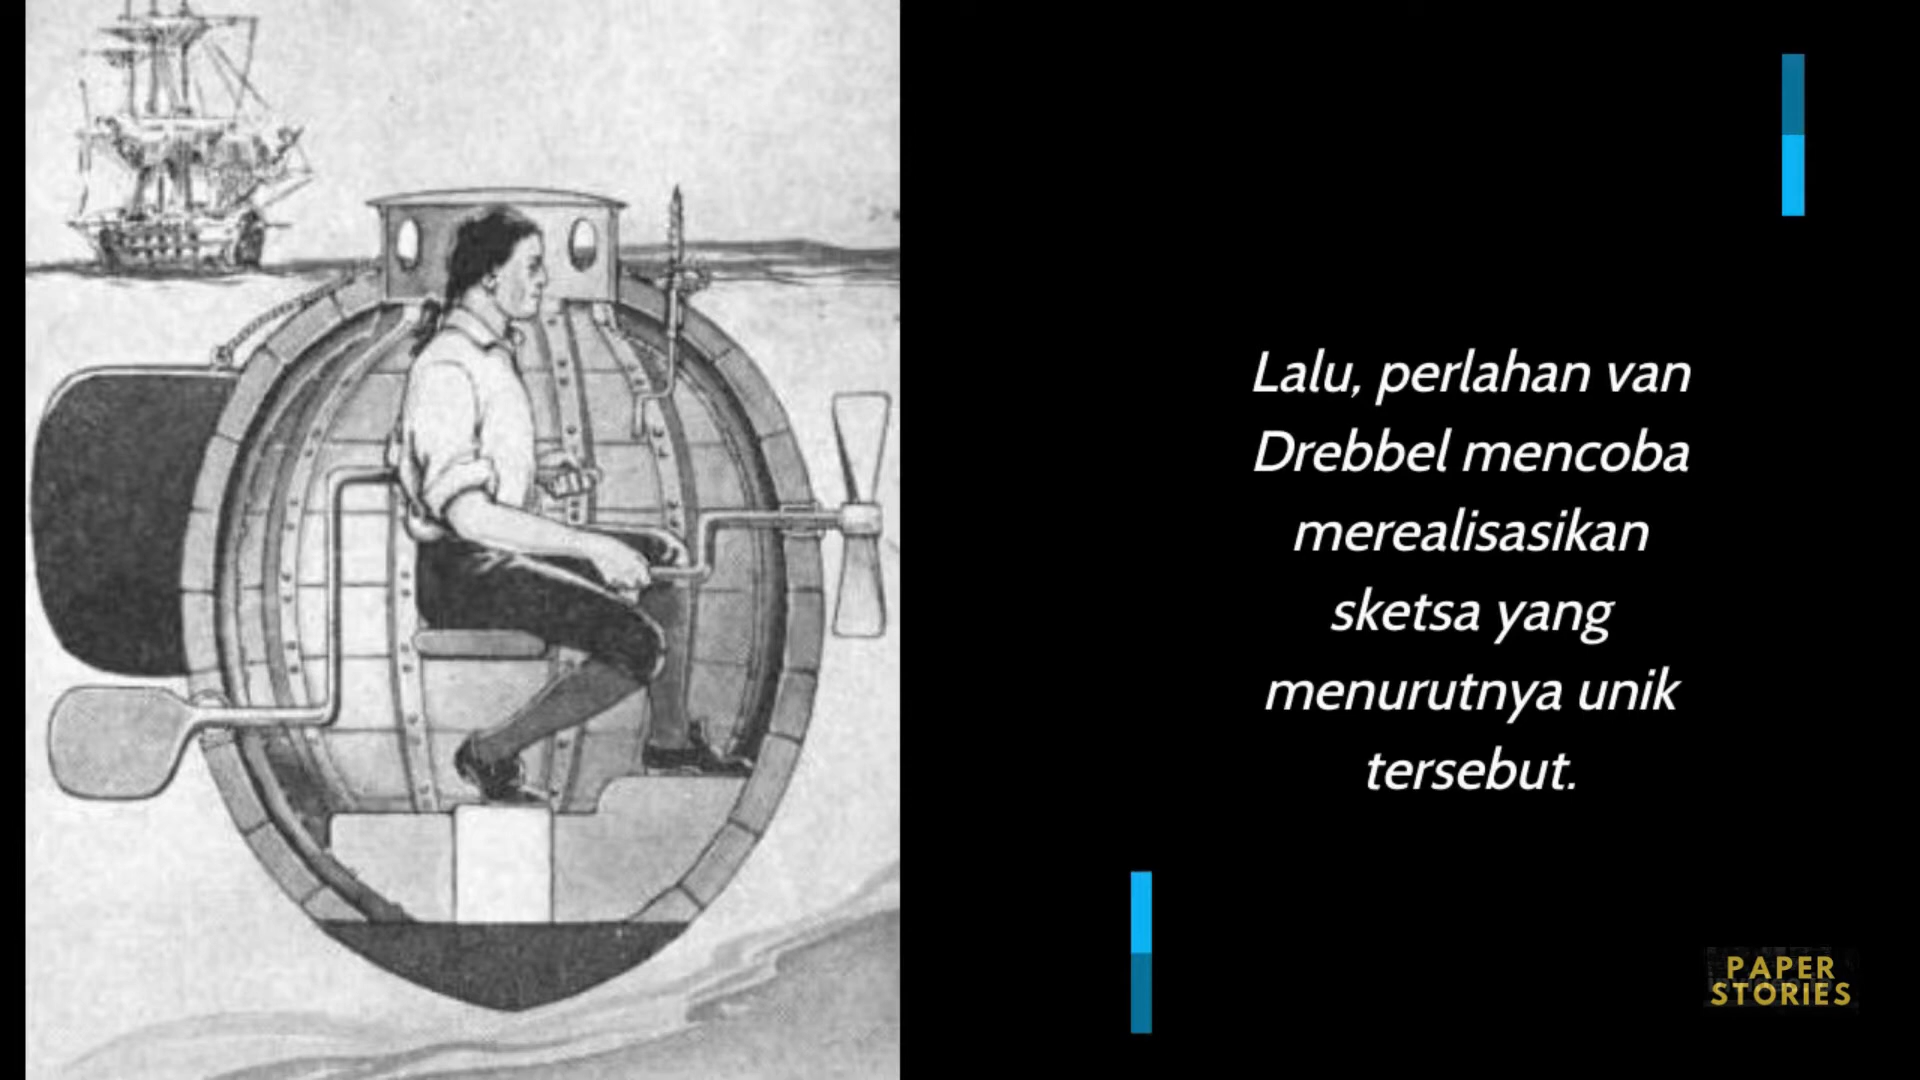 Lalu, perlahan van
Drebbel mencoba
merealisasikan
sketsa yang
menurutnya unik
tersebut.
PAPER
STORIES